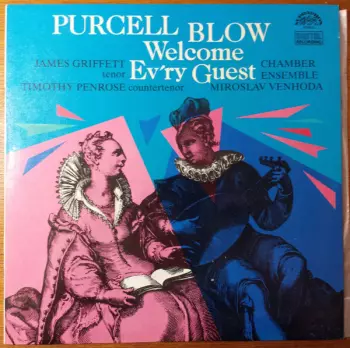 PURCELL BLOW
Welcome
Ev'ry Guest
JAMES GRIFFETT
tenor
TIMOTHY PENROSE countertenor
CHAMBER
ENSEMBLE
MIROSLAV VENHODA